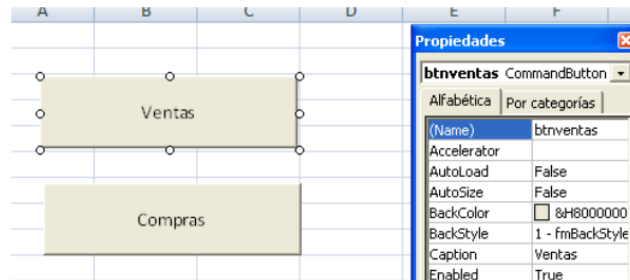 A B C D E F
Propiedades
btnventas CommandButton
Alfabética Por categorías
(Name) btnventas
Accelerator
AutoLoad False
AutoSize False
BackColor &H8000000
BackStyle 1 - fmBackStyle
Caption Ventas
Enabled True
Ventas
Compras